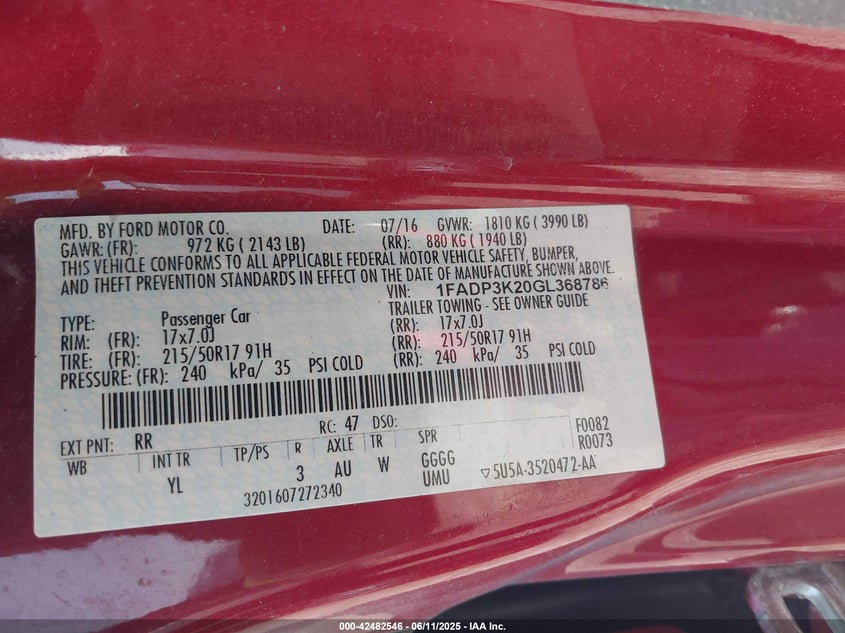 MFD. BY FORD MOTOR CO. DATE: 07/16 GVWR: 1810 KG ( 3990 LB)
GAWR: (FR): 972 KG ( 2143 LB) (RR): 880 KG ( 1940 LB)
THIS VEHICLE CONFORMS TO ALL APPLICABLE FEDERAL MOTOR VEHICLE SAFETY, BUMPER,
AND THEFT PREVENTION STANDARDS IN EFFECT ON THE DATE OF MANUFACTURE SHOWN ABOVE.
VIN: 1FADP3K20GL368786
TRAILER TOWING - SEE OWNER GUIDE
TYPE: Passenger Car
RIM: (FR): 17x7.0J (RR): 17x7.0J
TIRE: (FR): 215/50R17 91H (RR): 215/50R17 91H
PRESSURE: (FR): 240 kPa/ 35 PSI COLD (RR): 240 kPa/ 35 PSI COLD
EXT PNT: RR RC: 47 DSO: F0082
WB INT TR TP/PS R AXLE TR SPR R0073
YL 3 AU W GGGG
UMU ▽5U5A-3520472-AA
3201607272340
000-42482546 - 06/11/2025 - IAA Inc.